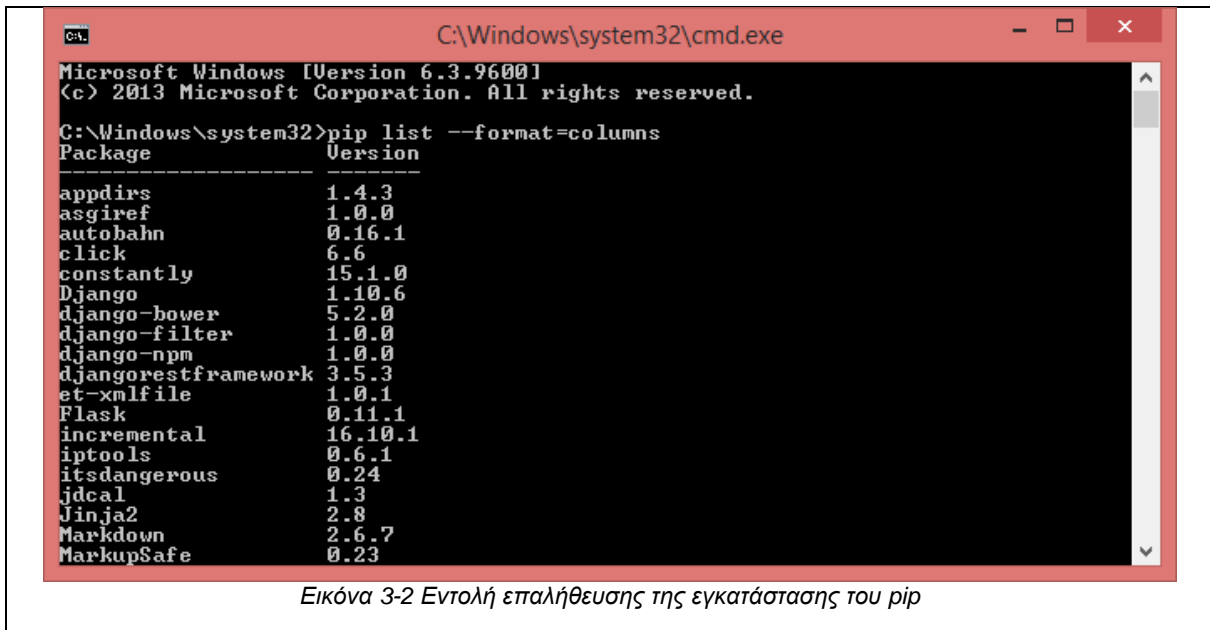 C:\Windows\system32\cmd.exe
Microsoft Windows [Version 6.3.9600]
(c) 2013 Microsoft Corporation. All rights reserved.
C:\Windows\system32>pip list --format=columns
Package Version
------------------- -------
appdirs 1.4.3
asgiref 1.0.0
autobahn 0.16.1
click 6.6
constantly 15.1.0
Django 1.10.6
django-bower 5.2.0
django-filter 1.0.0
django-npm 1.0.0
djangorestframework 3.5.3
et-xmlfile 1.0.1
Flask 0.11.1
incremental 16.10.1
iptools 0.6.1
itsdangerous 0.24
jdcal 1.3
Jinja2 2.8
Markdown 2.6.7
MarkupSafe 0.23
Εικόνα 3-2 Εντολή επαλήθευσης της εγκατάστασης του pip